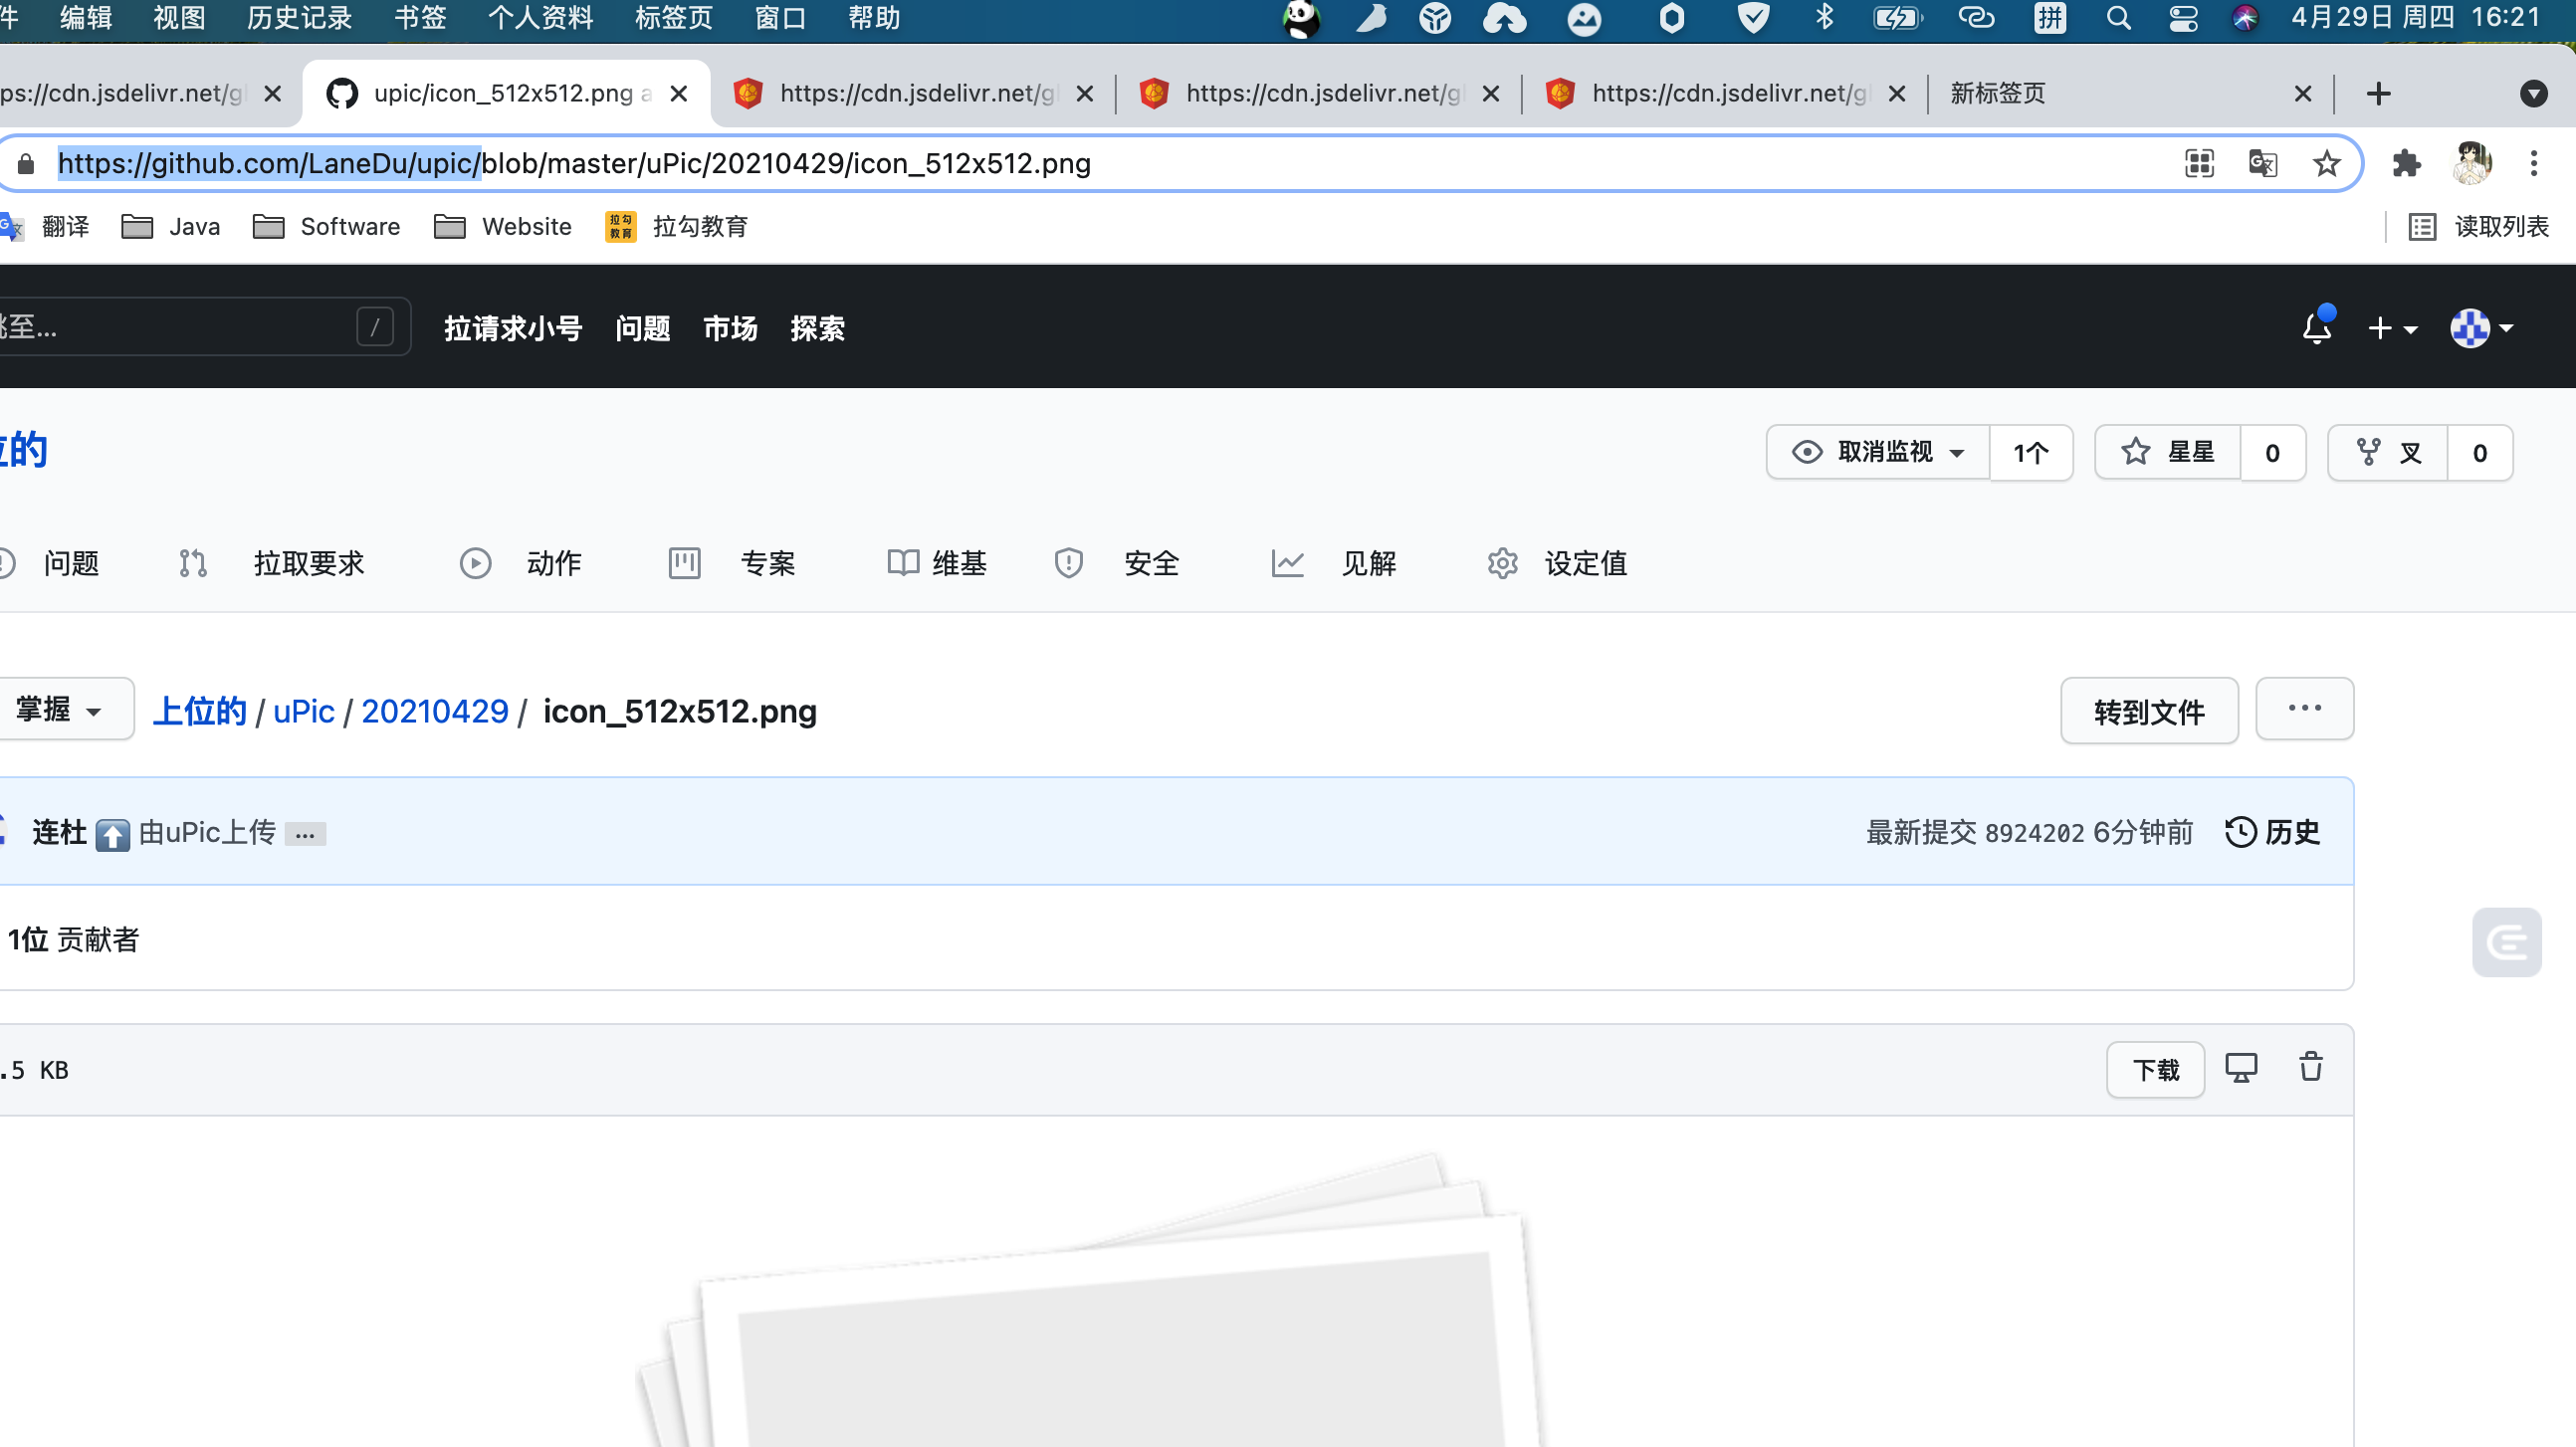 件 编辑 视图 历史记录 书签 个人资料 标签页 窗口 帮助 拼 4月29日 周四 16:21
ps://cdn.jsdelivr.net/g upic/icon_512x512.png a https://cdn.jsdelivr.net/g https://cdn.jsdelivr.net/g https://cdn.jsdelivr.net/g 新标签页
https://github.com/LaneDu/upic/blob/master/uPic/20210429/icon_512x512.png
翻译 Java Software Website 拉勾教育 拉勾教育 读取列表
跳至... / 拉请求小号 问题 市场 探索
位的 取消监视 1个 星星 0 叉 0
问题 拉取要求 动作 专案 维基 安全 见解 设定值
掌握 上位的 / uPic / 20210429 / icon_512x512.png 转到文件 ...
连杜 由uPic上传 ... 最新提交 8924202 6分钟前 历史
1位 贡献者
.5 KB 下载